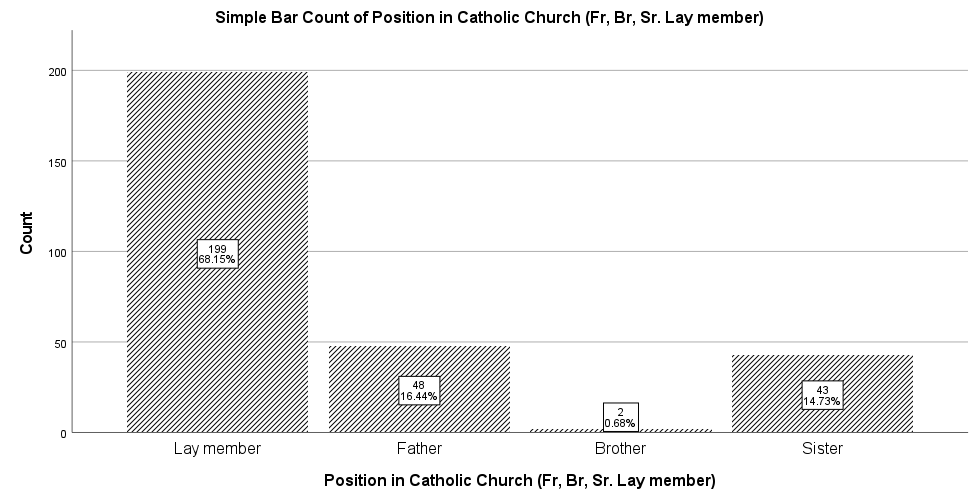 Simple Bar Count of Position in Catholic Church (Fr, Br, Sr. Lay member)
200
150
100
50
0
Count
199
68.15%
48
16.44%
2
0.68%
43
14.73%
Lay member
Father
Brother
Sister
Position in Catholic Church (Fr, Br, Sr. Lay member)